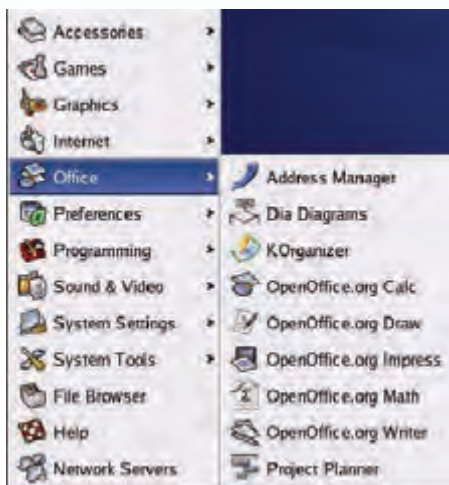 Accessories
Games
Graphics
Internet
Office
Preferences
Programming
Sound & Video
System Settings
System Tools
File Browser
Help
Network Servers
Address Manager
Dia Diagrams
KOrganizer
OpenOffice.org Calc
OpenOffice.org Draw
OpenOffice.org Impress
OpenOffice.org Math
OpenOffice.org Writer
Project Planner